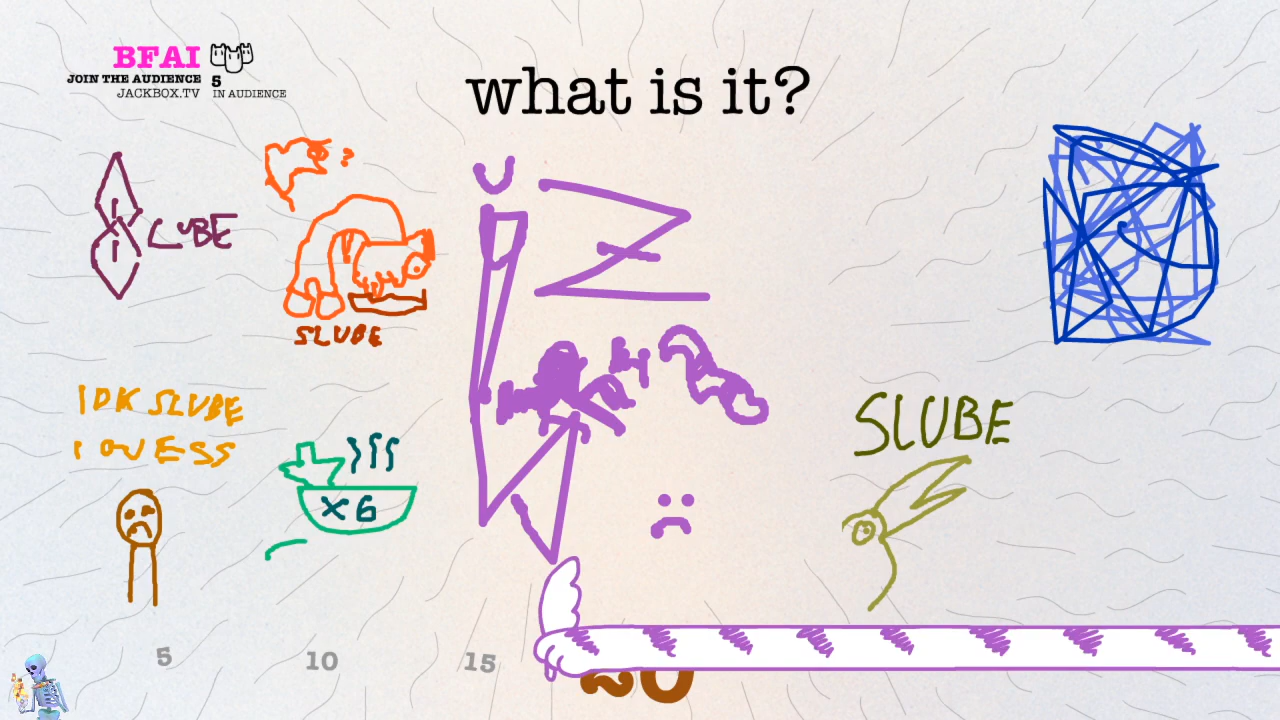 BFAI
JOIN THE AUDIENCE
JACKBOX.TV
5
IN AUDIENCE
what is it?
CUBE
?
SLUBE
IDK SLUBE
I GUESS
X6
SLUBE
5
10
15
20